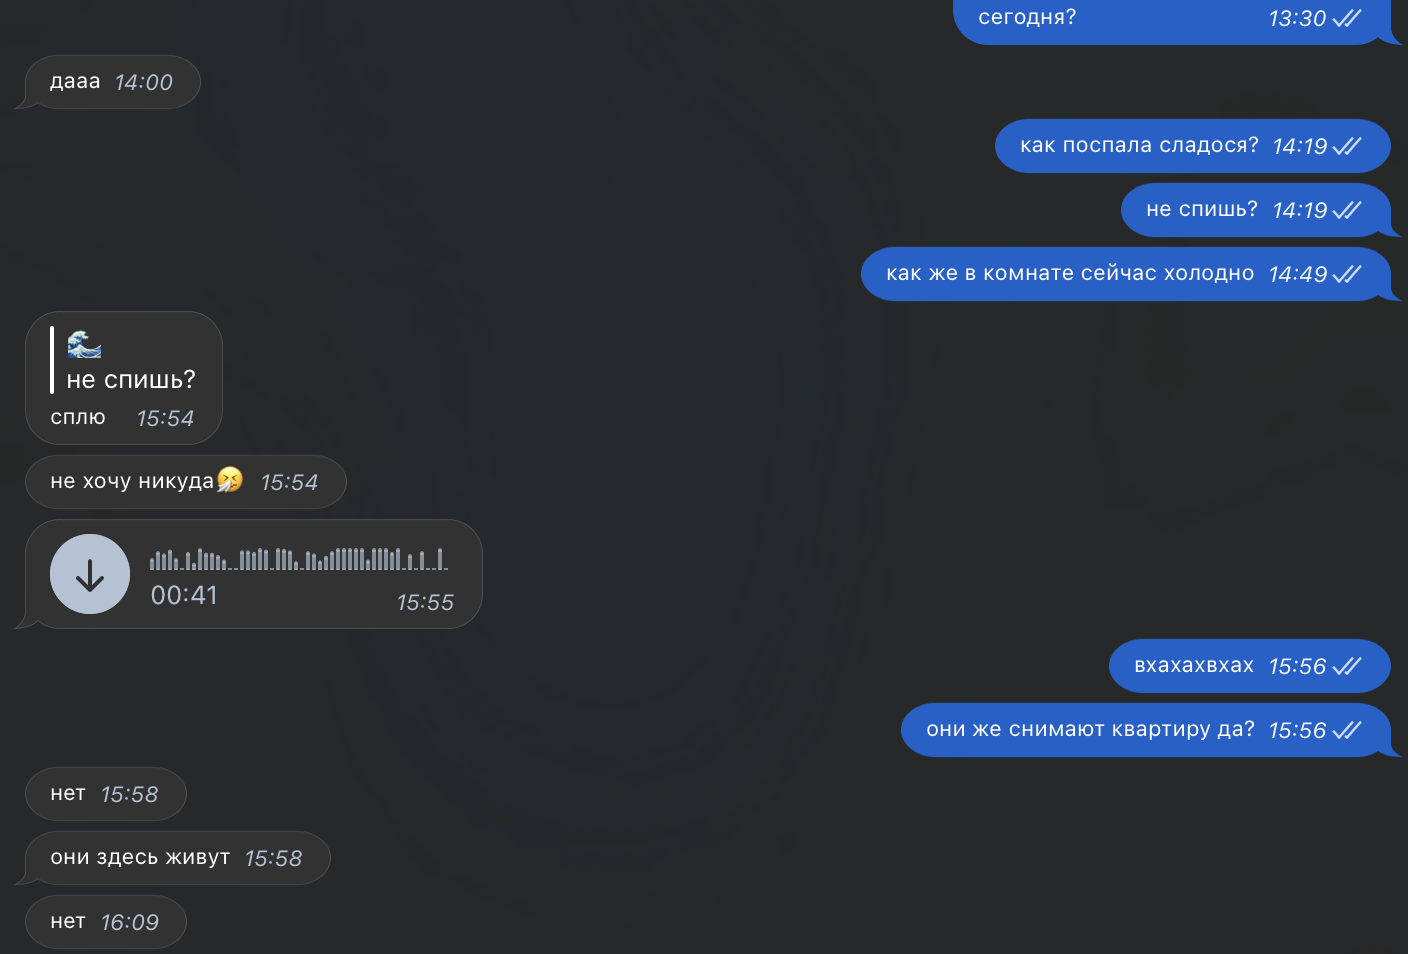 сегодня? 13:30
дааа 14:00
как поспала сладося? 14:19
не спишь? 14:19
как же в комнате сейчас холодно 14:49
🌊
не спишь?
сплю 15:54
не хочу никуда🤧 15:54
00:41 15:55
вхахахвхах 15:56
они же снимают квартиру да? 15:56
нет 15:58
они здесь живут 15:58
нет 16:09